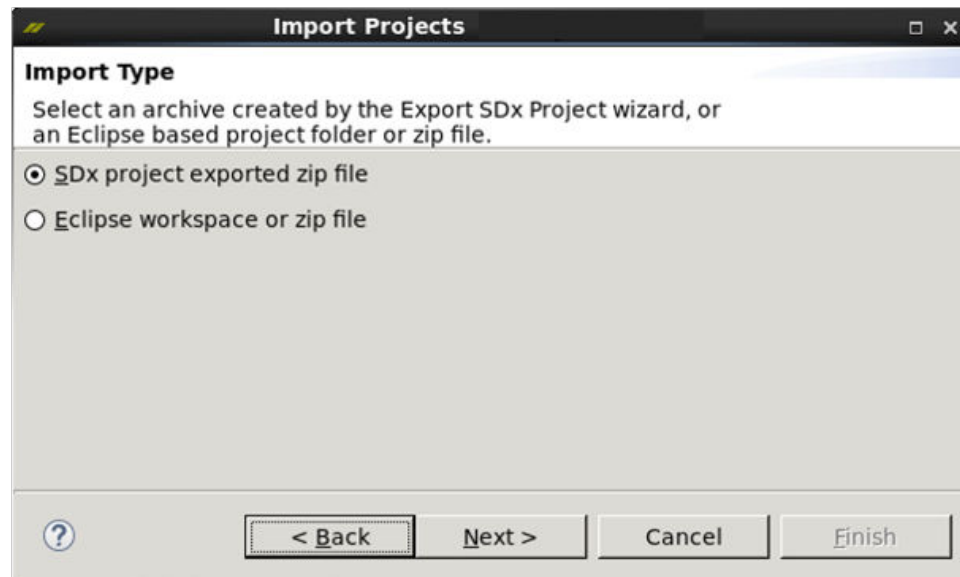 Import Projects
Import Type
Select an archive created by the Export SDx Project wizard, or
an Eclipse based project folder or zip file.
SDx project exported zip file
Eclipse workspace or zip file
?
< Back Next > Cancel Finish